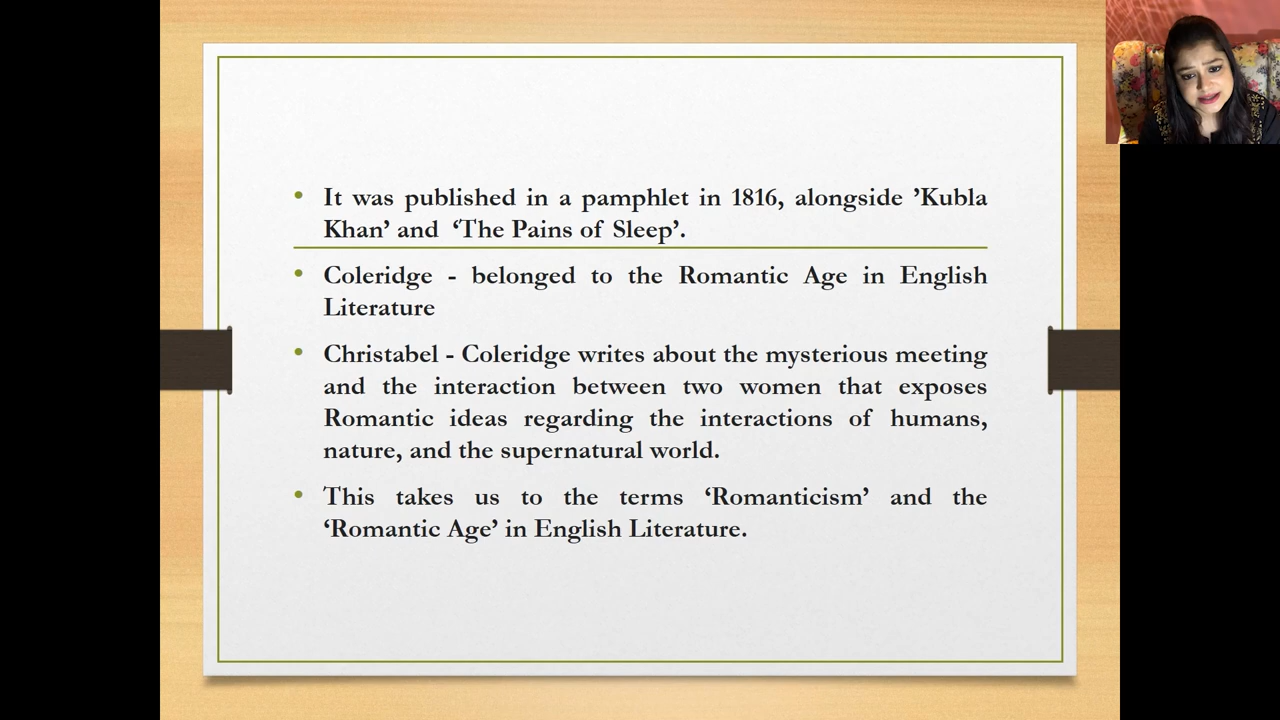 • It was published in a pamphlet in 1816, alongside ’Kubla
Khan’ and ‘The Pains of Sleep’.
• Coleridge - belonged to the Romantic Age in English
Literature
• Christabel - Coleridge writes about the mysterious meeting
and the interaction between two women that exposes
Romantic ideas regarding the interactions of humans,
nature, and the supernatural world.
• This takes us to the terms ‘Romanticism’ and the
‘Romantic Age’ in English Literature.